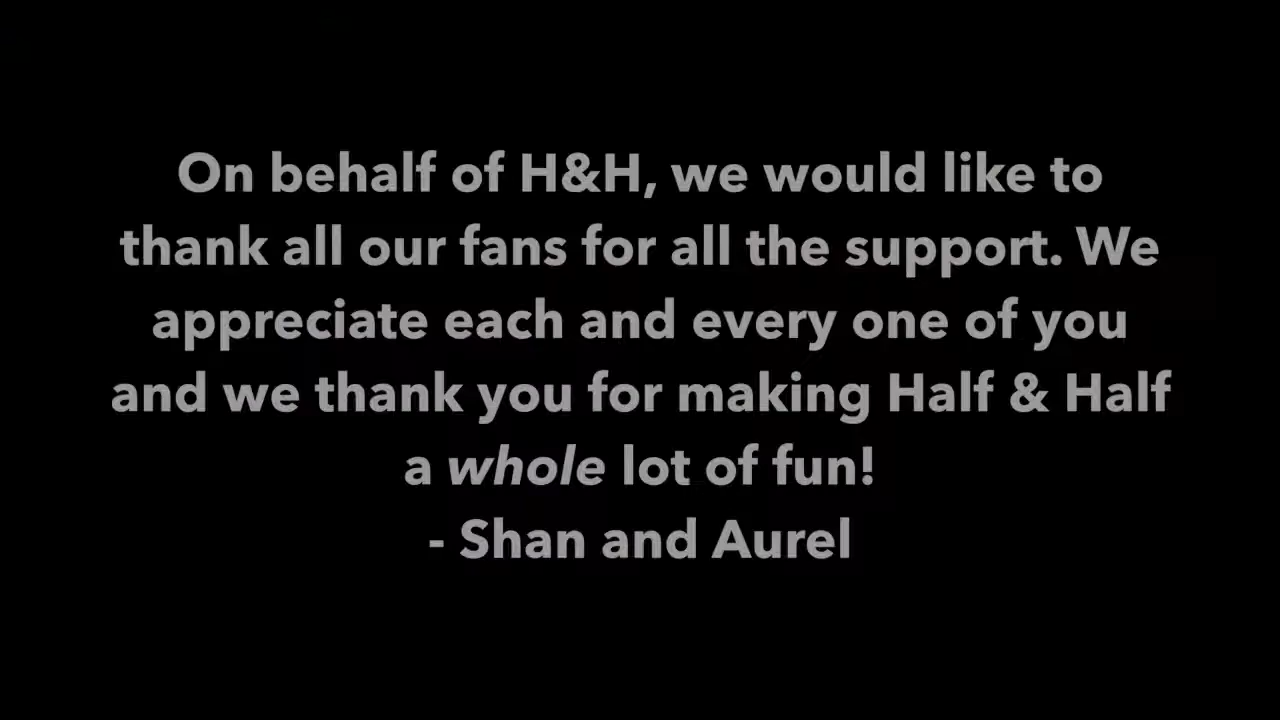 On behalf of H&H, we would like to
thank all our fans for all the support. We
appreciate each and every one of you
and we thank you for making Half & Half
a whole lot of fun!
- Shan and Aurel